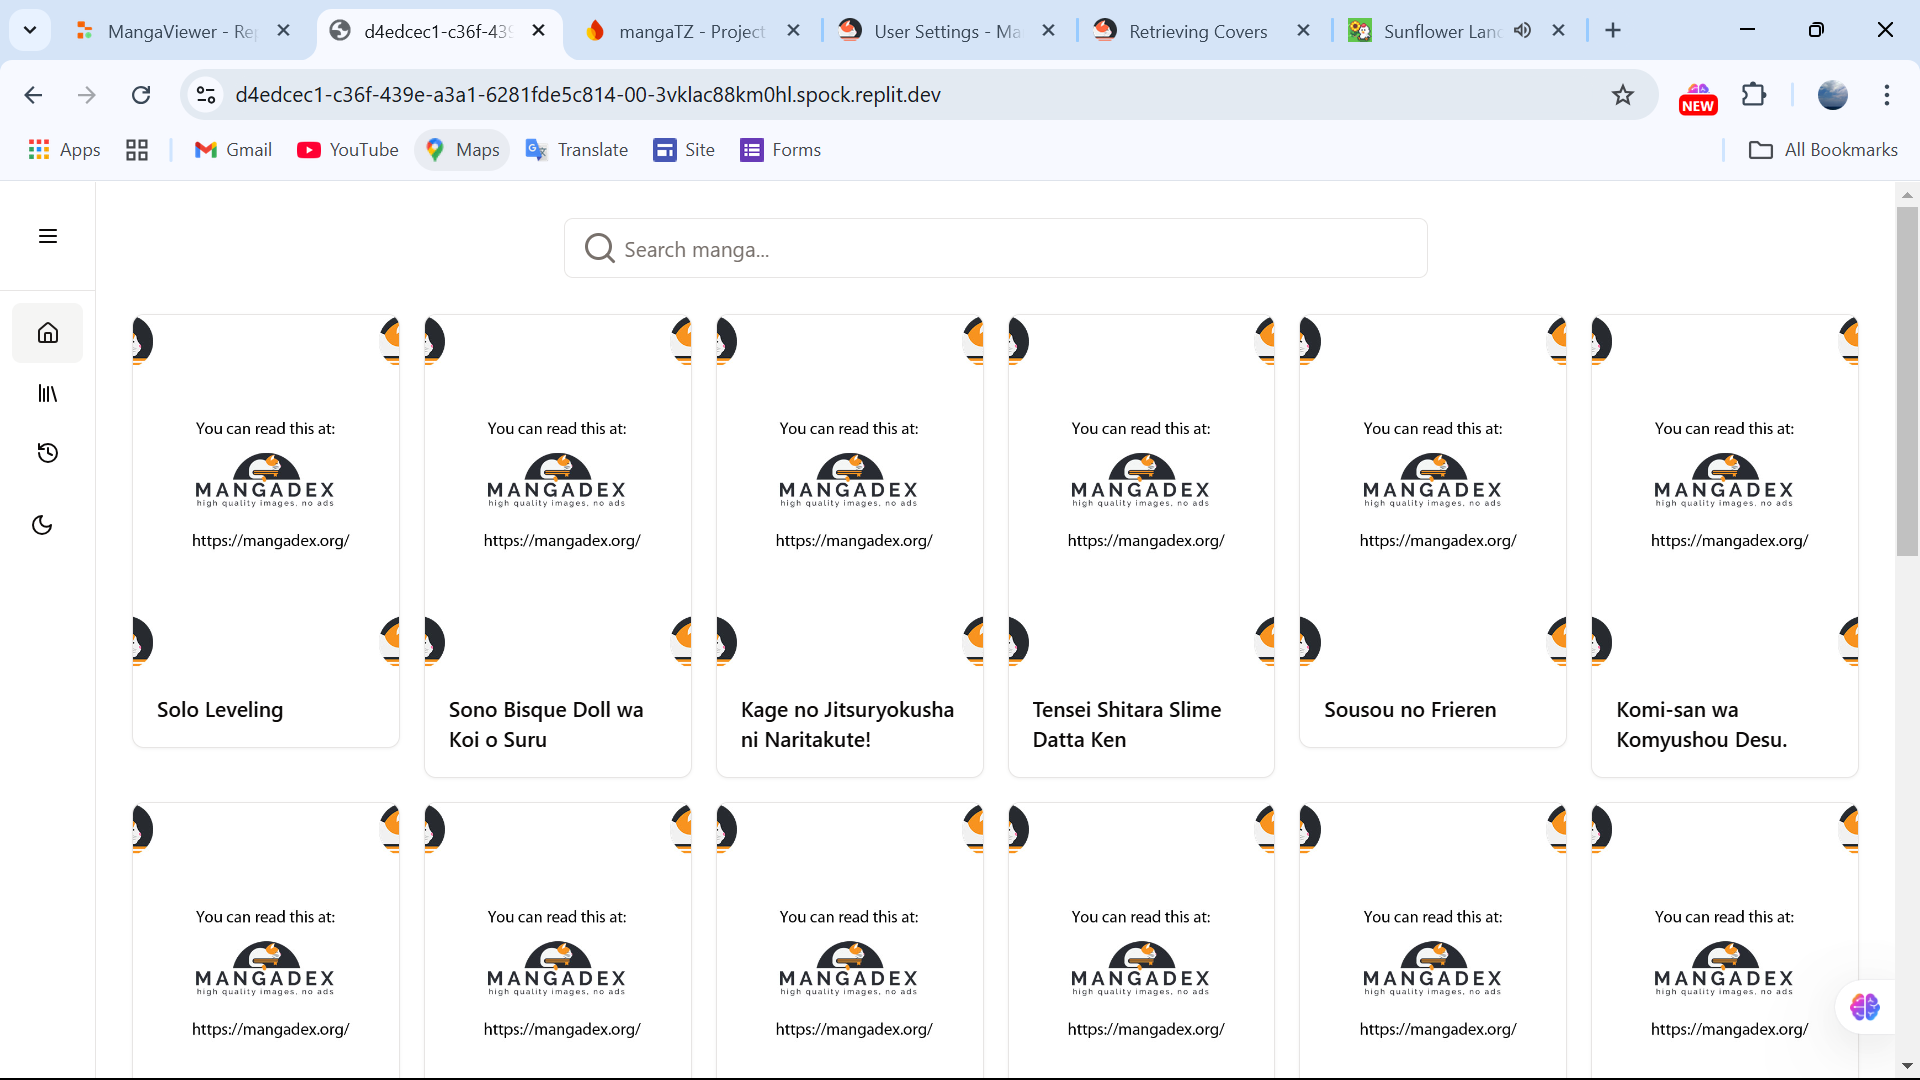 MangaViewer - Re
d4edcec1-c36f-439
mangaTZ - Project
User Settings - Ma
Retrieving Covers
Sunflower Lanc
d4edcec1-c36f-439e-a3a1-6281fde5c814-00-3vklac88km0hl.spock.replit.dev
NEW
Apps
Gmail
YouTube
Maps
Translate
Site
Forms
All Bookmarks
Search manga...
You can read this at:
MANGADEX
high quality images, no ads
https://mangadex.org/
Solo Leveling
You can read this at:
MANGADEX
high quality images, no ads
https://mangadex.org/
Sono Bisque Doll wa
Koi o Suru
You can read this at:
MANGADEX
high quality images, no ads
https://mangadex.org/
Kage no Jitsuryokusha
ni Naritakute!
You can read this at:
MANGADEX
high quality images, no ads
https://mangadex.org/
Tensei Shitara Slime
Datta Ken
You can read this at:
MANGADEX
high quality images, no ads
https://mangadex.org/
Sousou no Frieren
You can read this at:
MANGADEX
high quality images, no ads
https://mangadex.org/
Komi-san wa
Komyushou Desu.
You can read this at:
MANGADEX
high quality images, no ads
https://mangadex.org/
You can read this at:
MANGADEX
high quality images, no ads
https://mangadex.org/
You can read this at:
MANGADEX
high quality images, no ads
https://mangadex.org/
You can read this at:
MANGADEX
high quality images, no ads
https://mangadex.org/
You can read this at:
MANGADEX
high quality images, no ads
https://mangadex.org/
You can read this at:
MANGADEX
high quality images, no ads
https://mangadex.org/